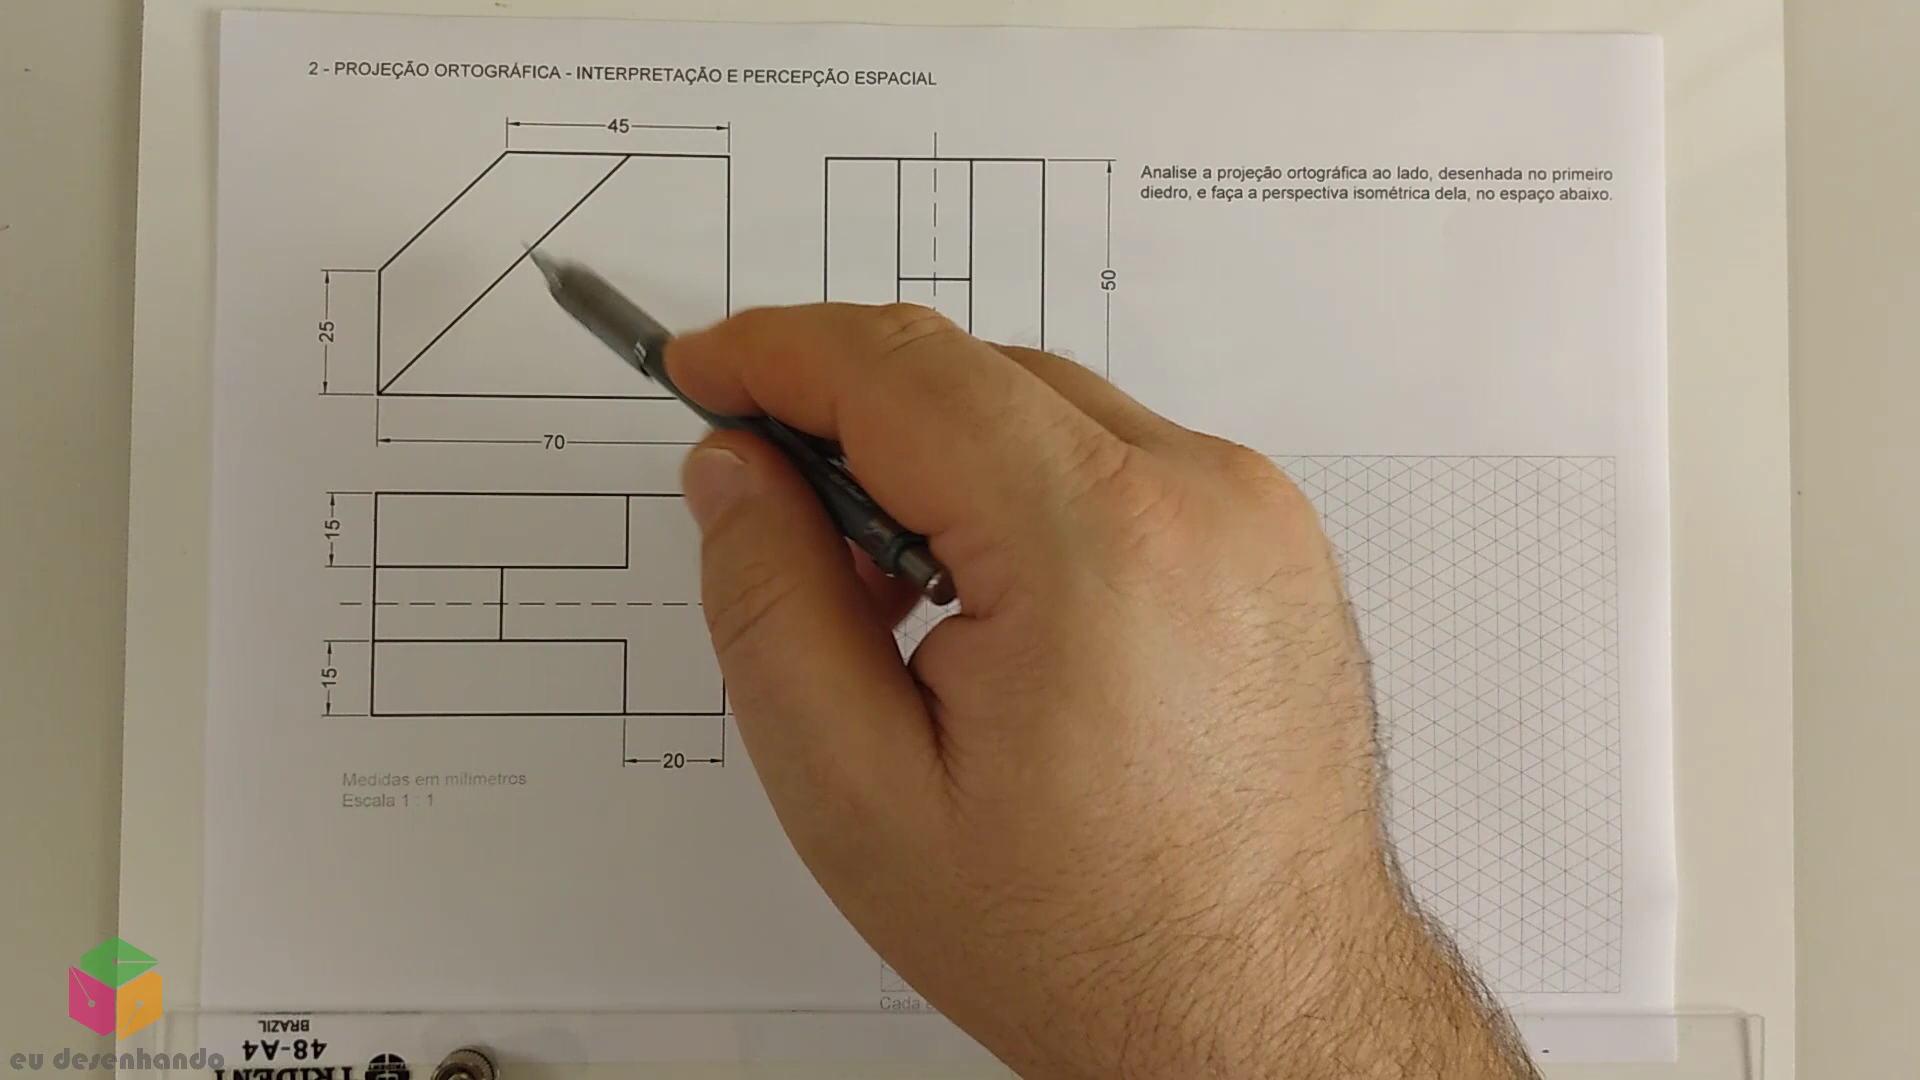 2 - PROJEÇÃO ORTOGRÁFICA - INTERPRETAÇÃO E PERCEPÇÃO ESPACIAL
45
Analise a projeção ortográfica ao lado, desenhada no primeiro
diedro, e faça a perspectiva isométrica dela, no espaço abaixo.
25
50
70
15
15
20
Medidas em milímetros
Escala 1 : 1
Cada
BRAZIL
48-A4
TRIDENT
eu desenhando